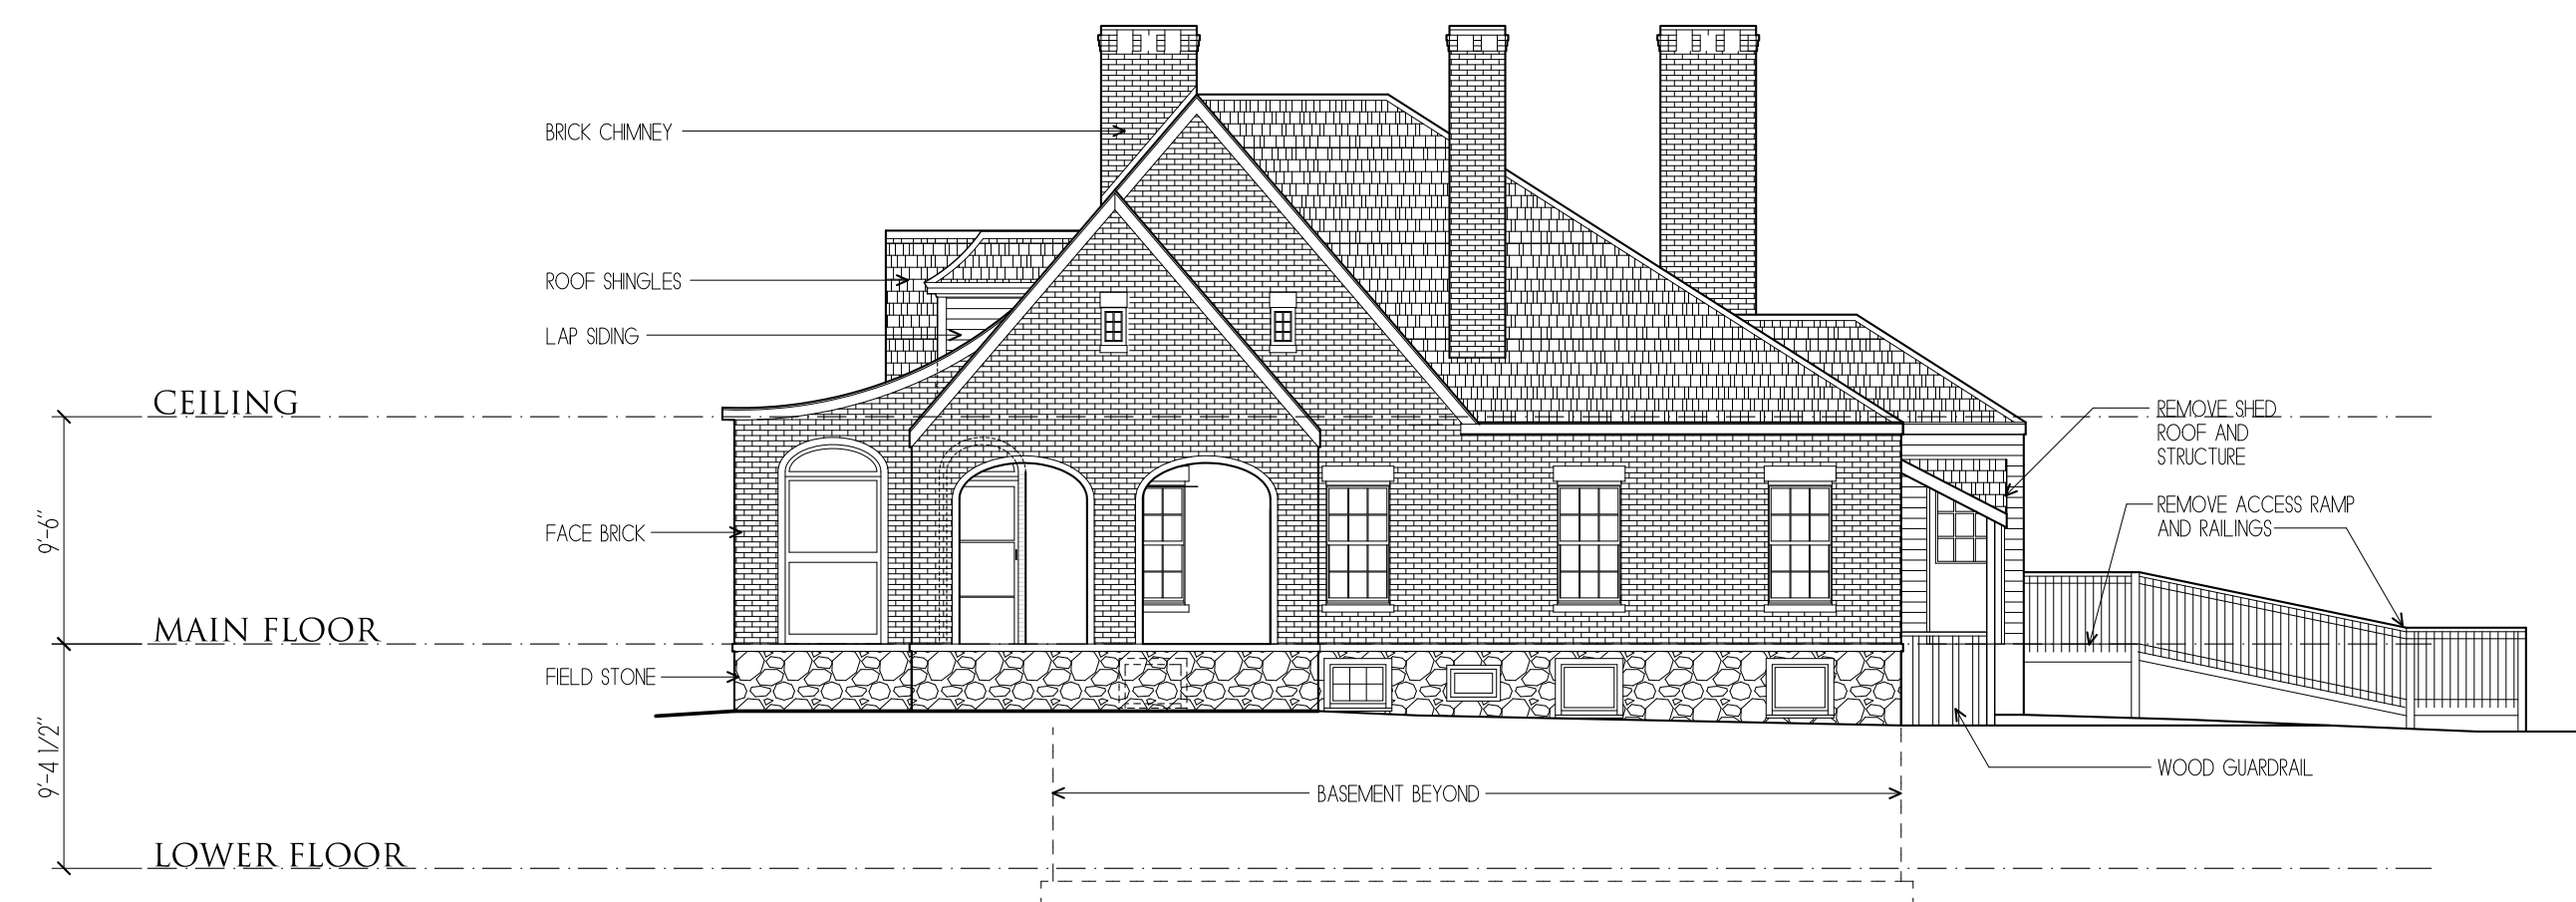 BRICK CHIMNEY
ROOF SHINGLES
LAP SIDING
CEILING
REMOVE SHED
ROOF AND
STRUCTURE
REMOVE ACCESS RAMP
AND RAILINGS
9'-6"
FACE BRICK
MAIN FLOOR
FIELD STONE
9'-4 1/2"
WOOD GUARDRAIL
BASEMENT BEYOND
LOWER FLOOR